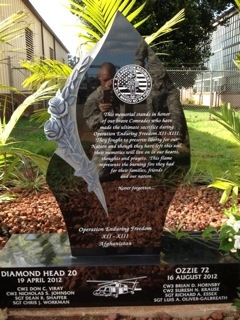 This memorial stands in honor
of our brave Comrades who have
made the ultimate sacrifice during
Operation Enduring Freedom XII-XIII.
They fought to preserve liberty for our
Nation and though they have left this soil,
their memories will live on in our hearts,
thoughts and prayers. This flame
represents the burning fire they had
for their families, friends
and our nation.
Never forgotten.
Operation Enduring Freedom
XII - XIII
Afghanistan
DIAMOND HEAD 20
19 APRIL 2012
CW3 DON C. VIRAY
CW2 NICHOLAS S. JOHNSON
SGT DEAN R. SHAFFER
SGT CHRIS J. WORKMAN
OZZIE 72
16 AUGUST 2012
CW3 BRIAN D. HORNSBY
CW2 SURESH N. KRAUSE
SGT RICHARD A. ESSEX
SGT LUIS A. OLIVER-GALBREATH